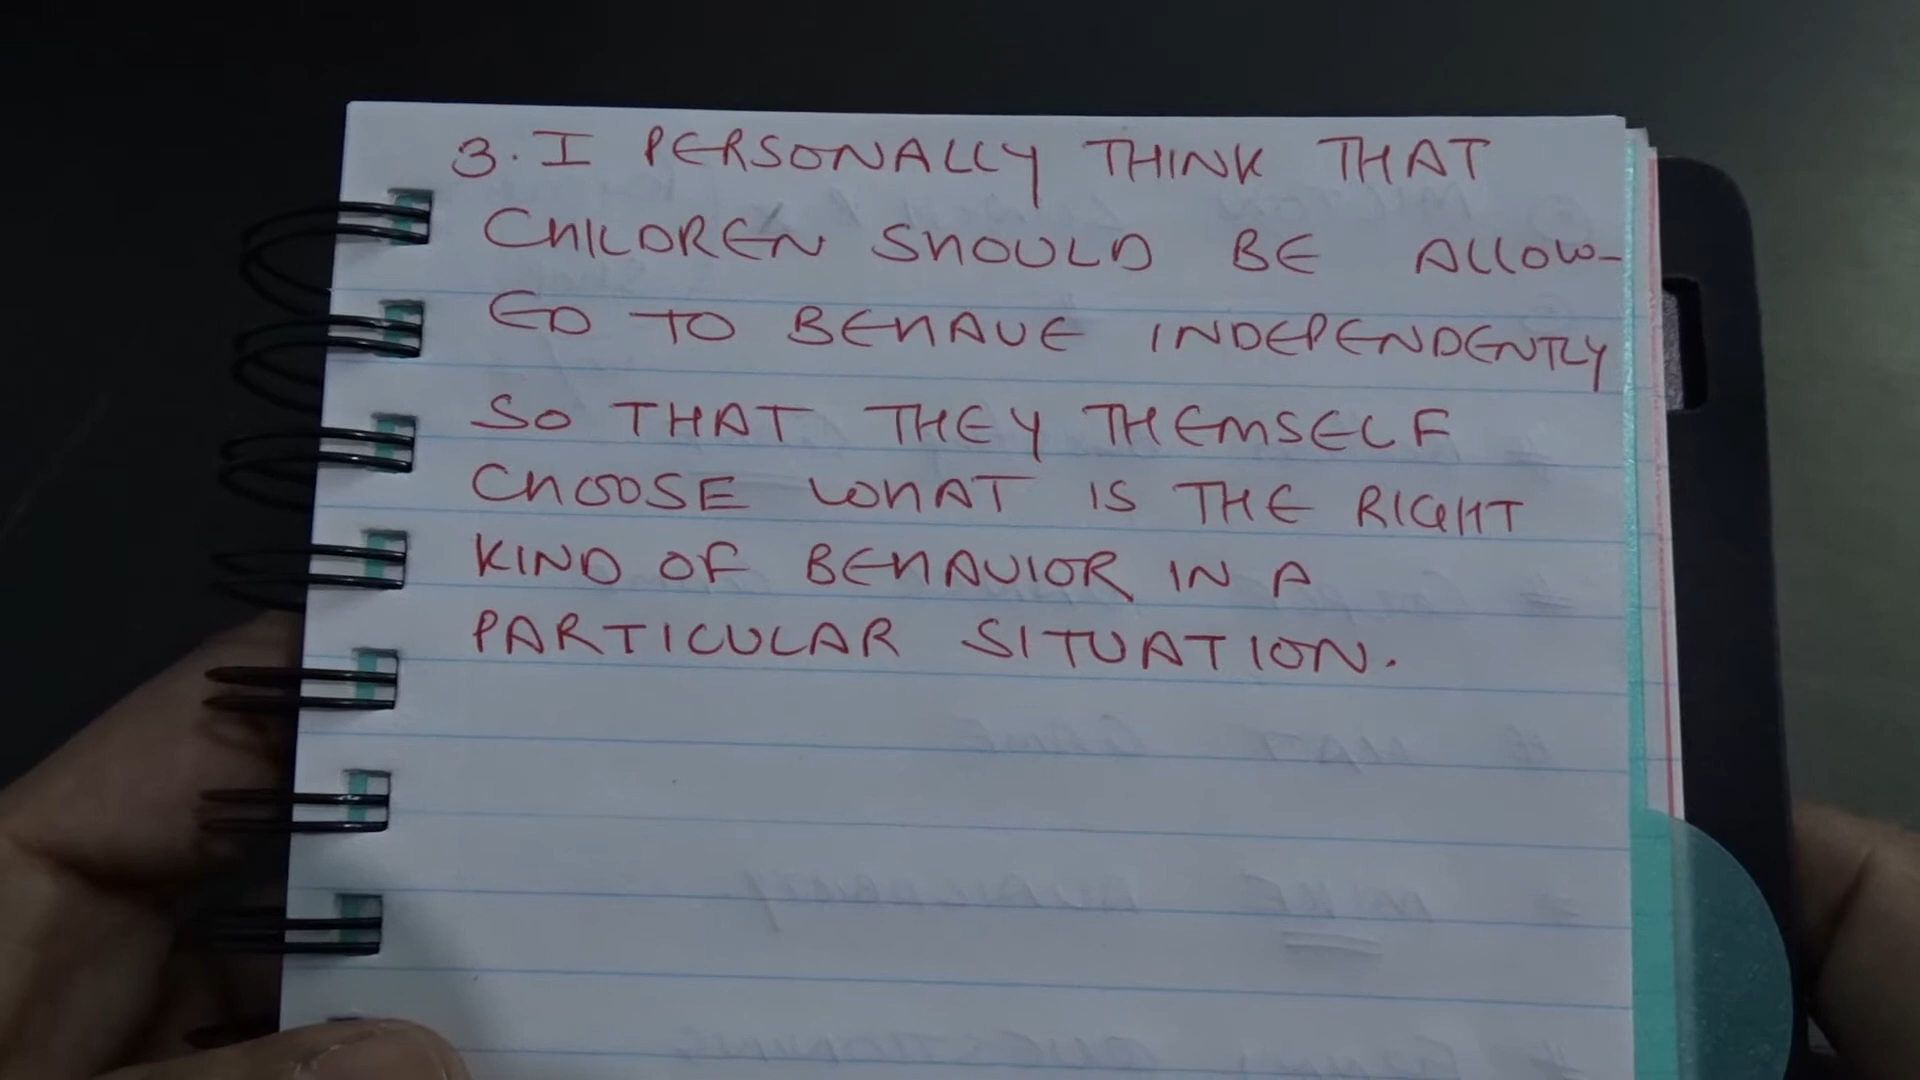 3. I PERSONALLY THINK THAT
CHILDREN SHOULD BE ALLOW-
ED TO BEHAVE INDEPENDENTLY
SO THAT THEY THEMSELF
CHOOSE WHAT IS THE RIGHT
KIND OF BEHAVIOR IN A
PARTICULAR SITUATION.